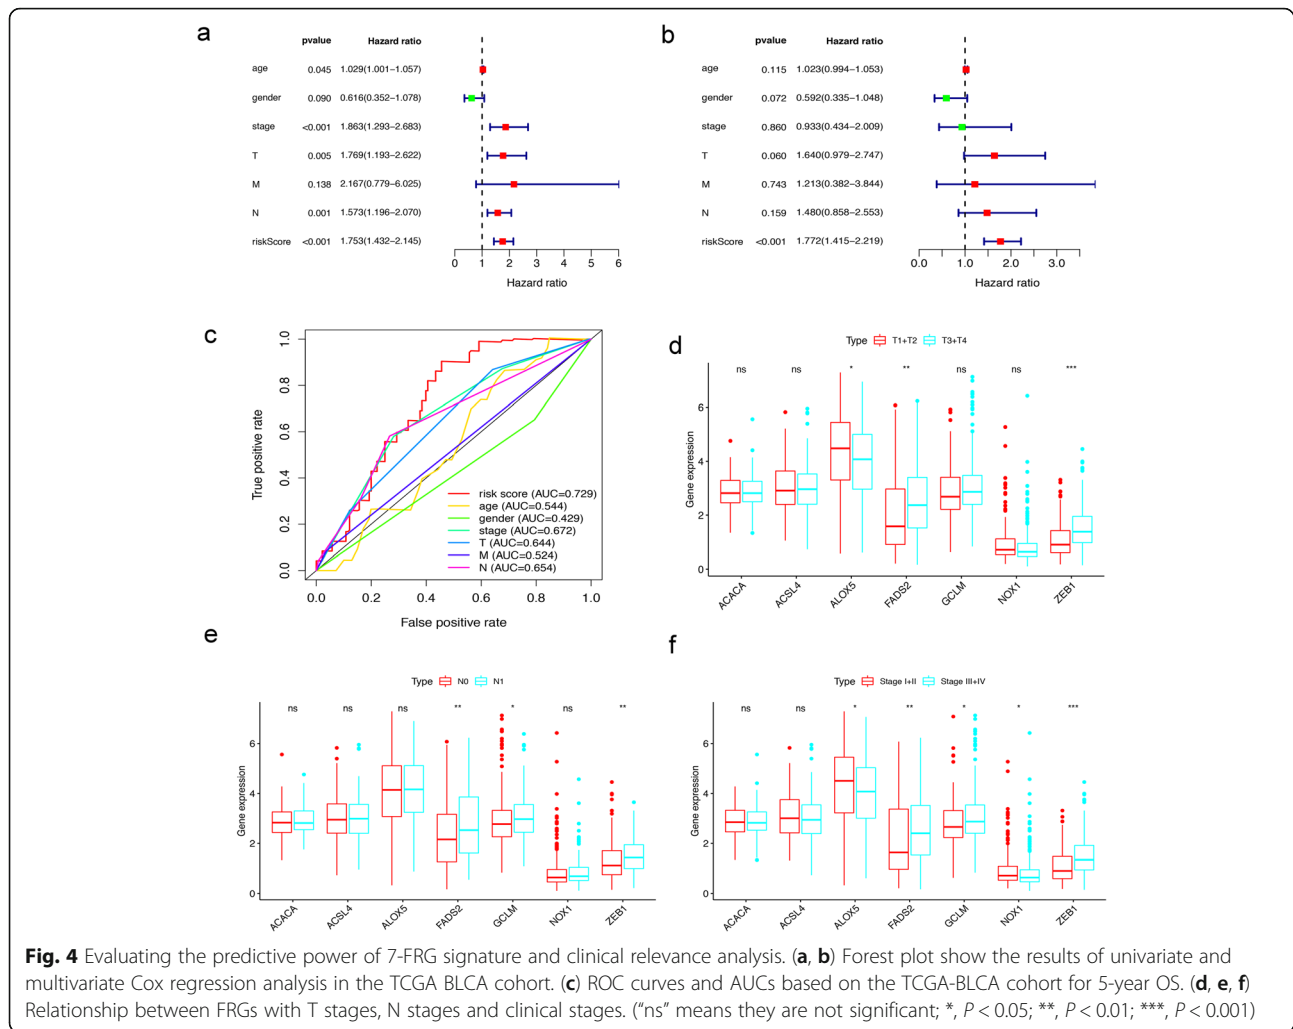 a
pvalue Hazard ratio
age 0.045 1.029(1.001–1.057)
gender 0.090 0.616(0.352–1.078)
stage <0.001 1.863(1.293–2.683)
T 0.005 1.769(1.193–2.622)
M 0.138 2.167(0.779–6.025)
N 0.001 1.573(1.196–2.070)
riskScore <0.001 1.753(1.432–2.145)
0 1 2 3 4 5 6
Hazard ratio
b
pvalue Hazard ratio
age 0.115 1.023(0.994–1.053)
gender 0.072 0.592(0.335–1.048)
stage 0.860 0.933(0.434–2.009)
T 0.060 1.640(0.979–2.747)
M 0.743 1.213(0.382–3.844)
N 0.159 1.480(0.858–2.553)
riskScore <0.001 1.772(1.415–2.219)
0.0 1.0 2.0 3.0
Hazard ratio
c
True positive rate
1.0
0.8
0.6
0.4
0.2
0.0
risk score (AUC=0.729)
age (AUC=0.544)
gender (AUC=0.429)
stage (AUC=0.672)
T (AUC=0.644)
M (AUC=0.524)
N (AUC=0.654)
0.0 0.2 0.4 0.6 0.8 1.0
False positive rate
d
Type T1+T2 T3+T4
ns ns * ** ns ns ***
Gene expression
6
4
2
0
ACACA ACSL4 ALOX5 FADS2 GCLM NOX1 ZEB1
e
Type N0 N1
ns ns ns ** * ns **
Gene expression
6
4
2
0
ACACA ACSL4 ALOX5 FADS2 GCLM NOX1 ZEB1
f
Type Stage I+II Stage III+IV
ns ns * ** * * ***
Gene expression
6
4
2
0
ACACA ACSL4 ALOX5 FADS2 GCLM NOX1 ZEB1
Fig. 4 Evaluating the predictive power of 7-FRG signature and clinical relevance analysis. (a, b) Forest plot show the results of univariate and
multivariate Cox regression analysis in the TCGA BLCA cohort. (c) ROC curves and AUCs based on the TCGA-BLCA cohort for 5-year OS. (d, e, f)
Relationship between FRGs with T stages, N stages and clinical stages. (“ns” means they are not significant; *, P < 0.05; **, P < 0.01; ***, P < 0.001)